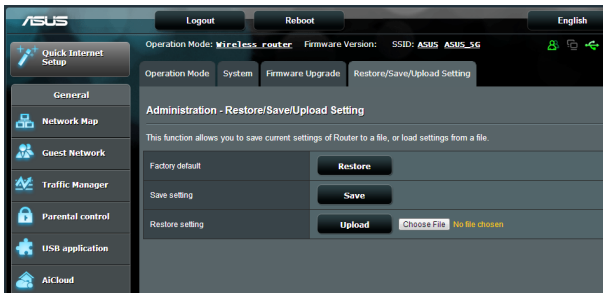 ASUS Logout Reboot English
Quick Internet Setup
Operation Mode: Wireless router Firmware Version: SSID: ASUS ASUS_5G
Operation Mode System Firmware Upgrade Restore/Save/Upload Setting
General
Network Map
Guest Network
Traffic Manager
Parental control
USB application
AiCloud
Administration - Restore/Save/Upload Setting
This function allows you to save current settings of Router to a file, or load settings from a file.
Factory default Restore
Save setting Save
Restore setting Upload Choose File No file chosen